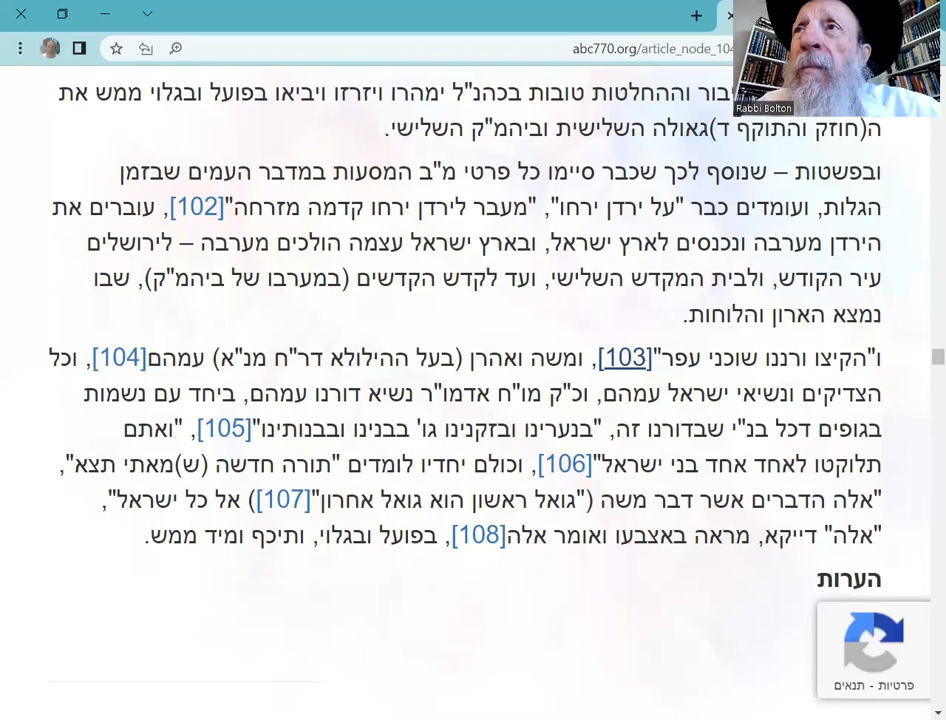 abc770.org/article_node_104
Rabbi Bolton
יבור וההחלטות טובות בכהנ"ל ימהרו ויזרזו ויביאו בפועל ובגלוי ממש את
ה(חוזק והתוקף ד)גאולה השלישית וביהמ"ק השלישי.
ובפשטות – שנוסף לכך שכבר סיימו כל פרטי מ"ב המסעות במדבר העמים שבזמן
הגלות, ועומדים כבר "על ירדן ירחו", "מעבר לירדן ירחו קדמה מזרחה"[102], עוברים את
הירדן מערבה ונכנסים לארץ ישראל, ובארץ ישראל עצמה הולכים מערבה – לירושלים
עיר הקודש, ולבית המקדש השלישי, ועד לקדש הקדשים (במערבו של ביהמ"ק), שבו
נמצא הארון והלוחות.
ו"הקיצו ורננו שוכני עפר"[103], ומשה ואהרן (בעל ההילולא דר"ח מנ"א) עמהם[104], וכל
הצדיקים ונשיאי ישראל עמהם, וכ"ק מו"ח אדמו"ר נשיא דורנו עמהם, ביחד עם נשמות
בגופים דכל בנ"י שבדורנו זה, "בנערינו ובזקנינו גו' בבנינו ובבנותינו"[105], "ואתם
תלוקטו לאחד אחד בני ישראל"[106], וכולם יחדיו לומדים "תורה חדשה (ש)מאתי תצא",
"אלה הדברים אשר דבר משה ("גואל ראשון הוא גואל אחרון"[107]) אל כל ישראל",
"אלה" דייקא, מראה באצבעו ואומר אלה[108], בפועל ובגלוי, ותיכף ומיד ממש.
הערות
פרטיות - תנאים